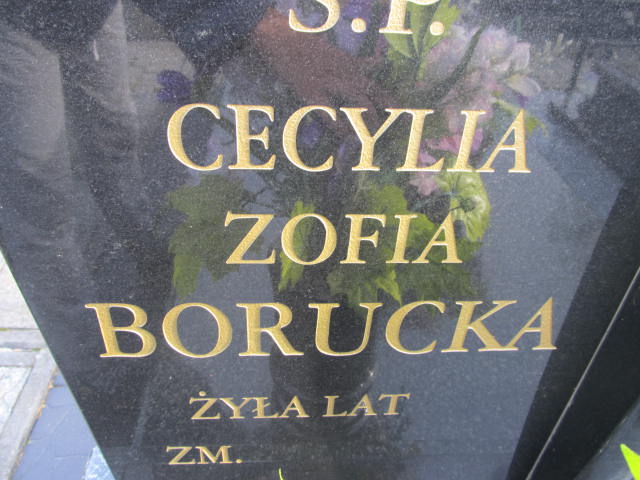 Ś.P.
CECYLIA
ZOFIA
BORUCKA
ŻYŁA LAT
ZM.